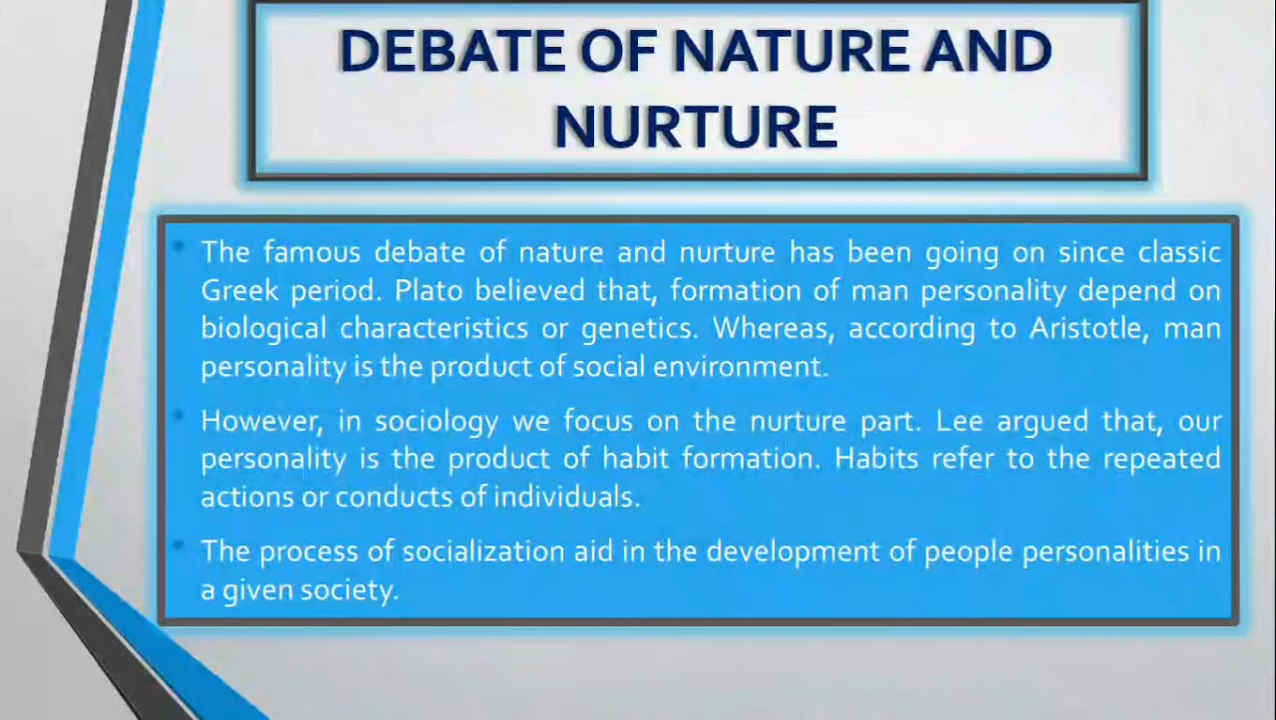 DEBATE OF NATURE AND
NURTURE
• The famous debate of nature and nurture has been going on since classic
Greek period. Plato believed that, formation of man personality depend on
biological characteristics or genetics. Whereas, according to Aristotle, man
personality is the product of social environment.
• However, in sociology we focus on the nurture part. Lee argued that, our
personality is the product of habit formation. Habits refer to the repeated
actions or conducts of individuals.
• The process of socialization aid in the development of people personalities in
a given society.